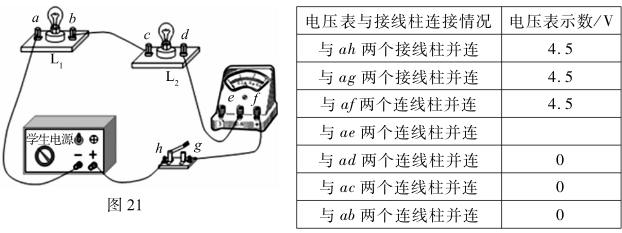 a
b
L₁
c
d
L₂
e
f
学生电源
− +
h
g
图 21
电压表与接线柱连接情况 电压表示数/V
与 ah 两个接线柱并连 4.5
与 ag 两个接线柱并连 4.5
与 af 两个连线柱并连 4.5
与 ae 两个连线柱并连
与 ad 两个连线柱并连 0
与 ac 两个连线柱并连 0
与 ab 两个连线柱并连 0